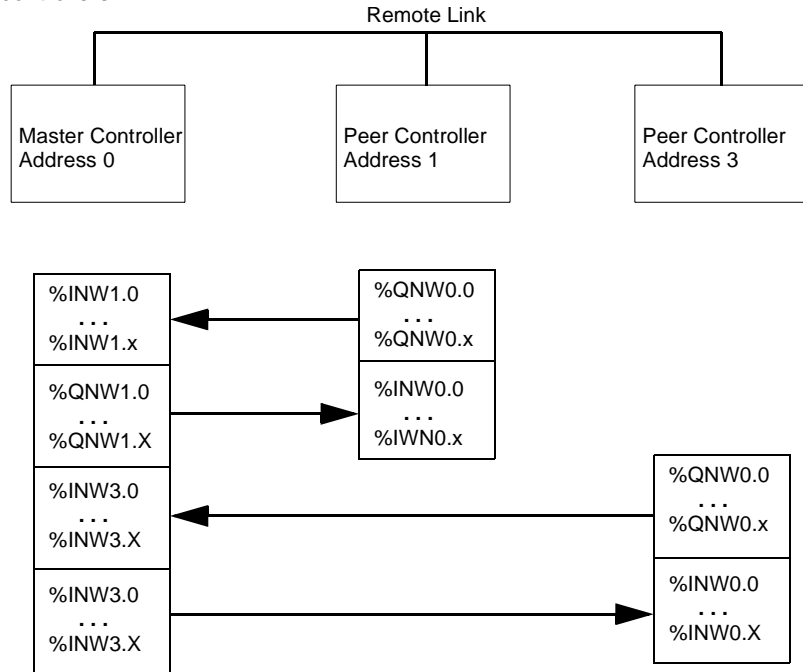 Remote Link
Master Controller
Address 0
Peer Controller
Address 1
Peer Controller
Address 3
%INW1.0
...
%INW1.x
%QNW0.0
...
%QNW0.x
%QNW1.0
...
%QNW1.X
%INW0.0
...
%IWN0.x
%INW3.0
...
%INW3.X
%QNW0.0
...
%QNW0.x
%INW3.0
...
%INW3.X
%INW0.0
...
%INW0.X